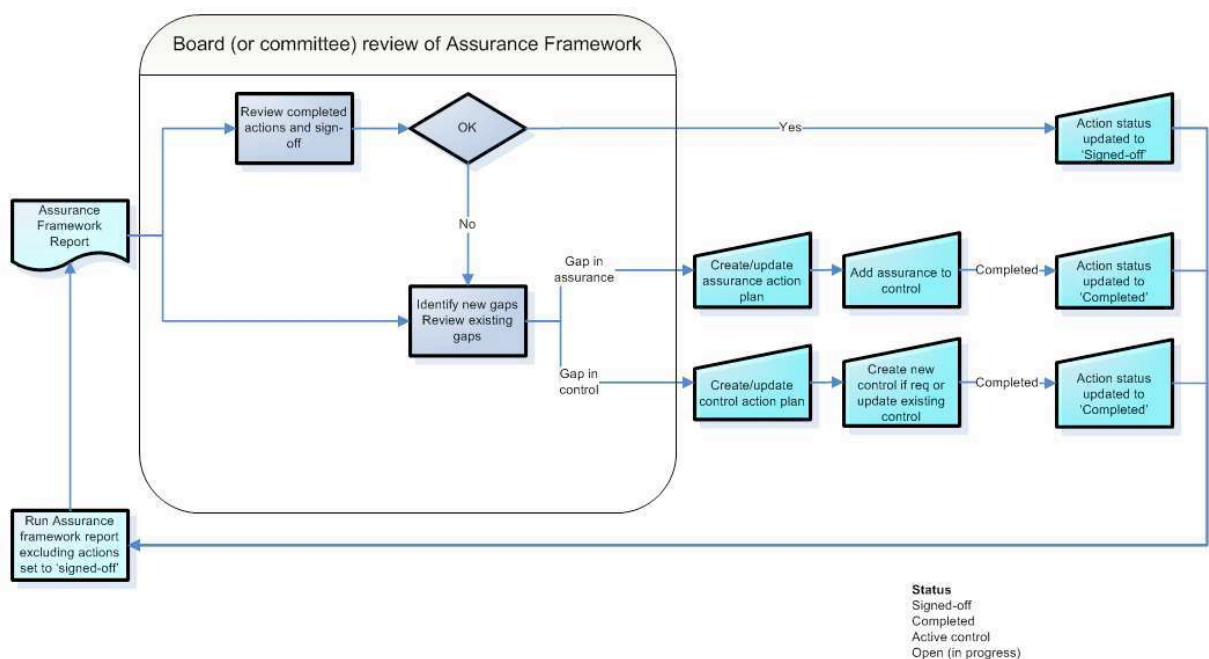 Board (or committee) review of Assurance Framework
Review completed
actions and sign-
off
OK
Yes
Action status
updated to
'Signed-off'
No
Assurance
Framework
Report
Identify new gaps
Review existing
gaps
Gap in
assurance
Create/update
assurance action
plan
Add assurance to
control
Completed
Action status
updated to
'Completed'
Gap in
control
Create/update
control action plan
Create new
control if req or
update existing
control
Completed
Action status
updated to
'Completed'
Run Assurance
framework report
excluding actions
set to 'signed-off'
Status
Signed-off
Completed
Active control
Open (in progress)